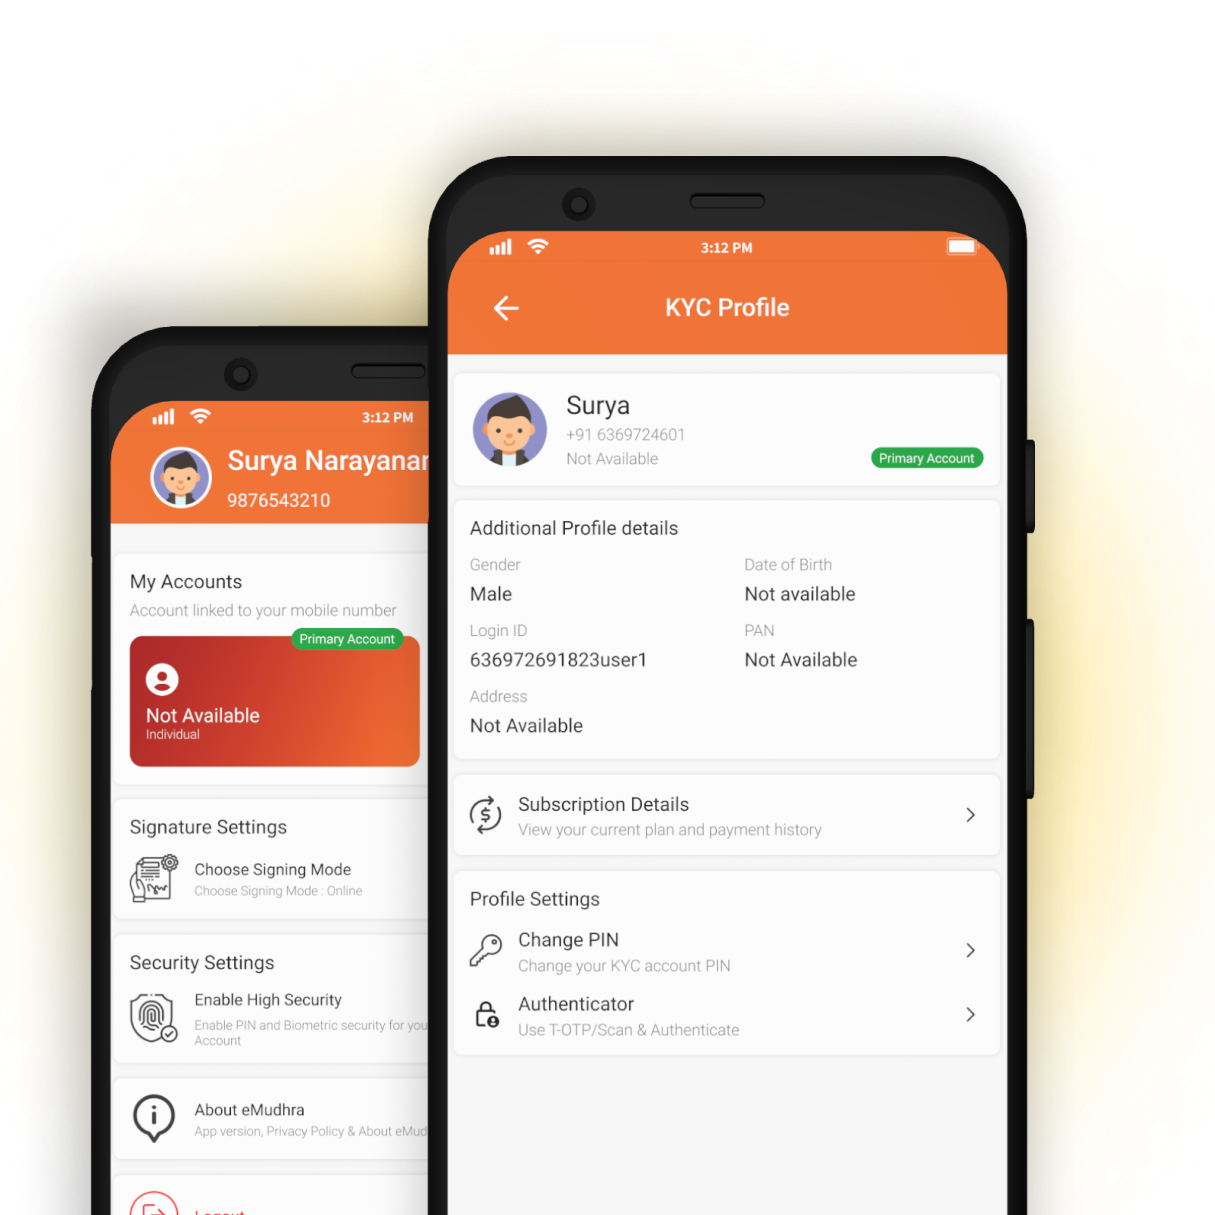 3:12 PM
KYC Profile
Surya
+91 6369724601
Not Available
Primary Account
Additional Profile details
Gender
Date of Birth
Male
Not available
Login ID
PAN
636972691823user1
Not Available
Address
Not Available
Subscription Details
View your current plan and payment history
Profile Settings
Change PIN
Change your KYC account PIN
Authenticator
Use T-OTP/Scan & Authenticate
3:12 PM
Surya Narayanan
9876543210
My Accounts
Account linked to your mobile number
Primary Account
Not Available
Individual
Signature Settings
Choose Signing Mode
Choose Signing Mode : Online
Security Settings
Enable High Security
Enable PIN and Biometric security for you
Account
About eMudhra
App version, Privacy Policy & About eMud